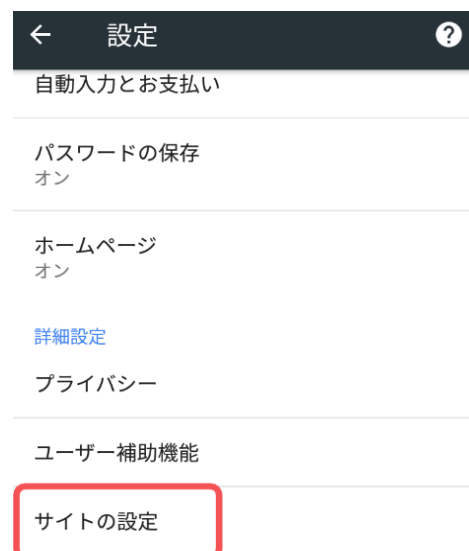 設定
自動入力とお支払い
パスワードの保存
オン
ホームページ
オン
詳細設定
プライバシー
ユーザー補助機能
サイトの設定